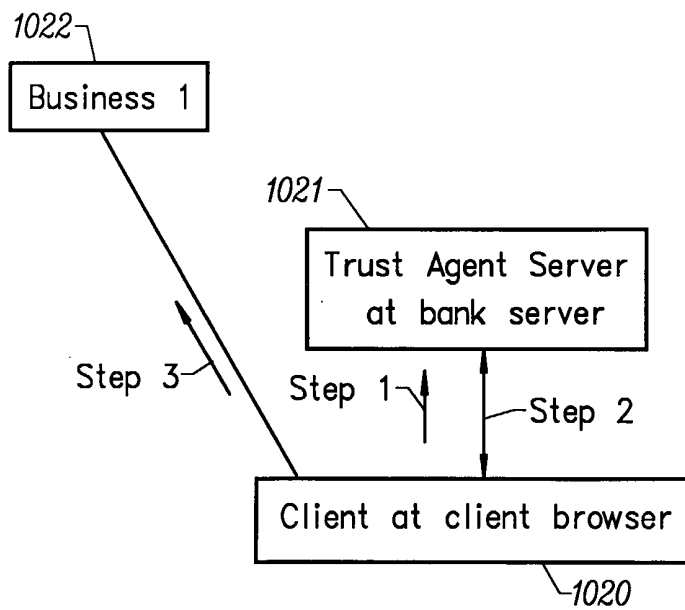 1022
Business 1
1021
Trust Agent Server
at bank server
Step 3
Step 1
Step 2
Client at client browser
1020